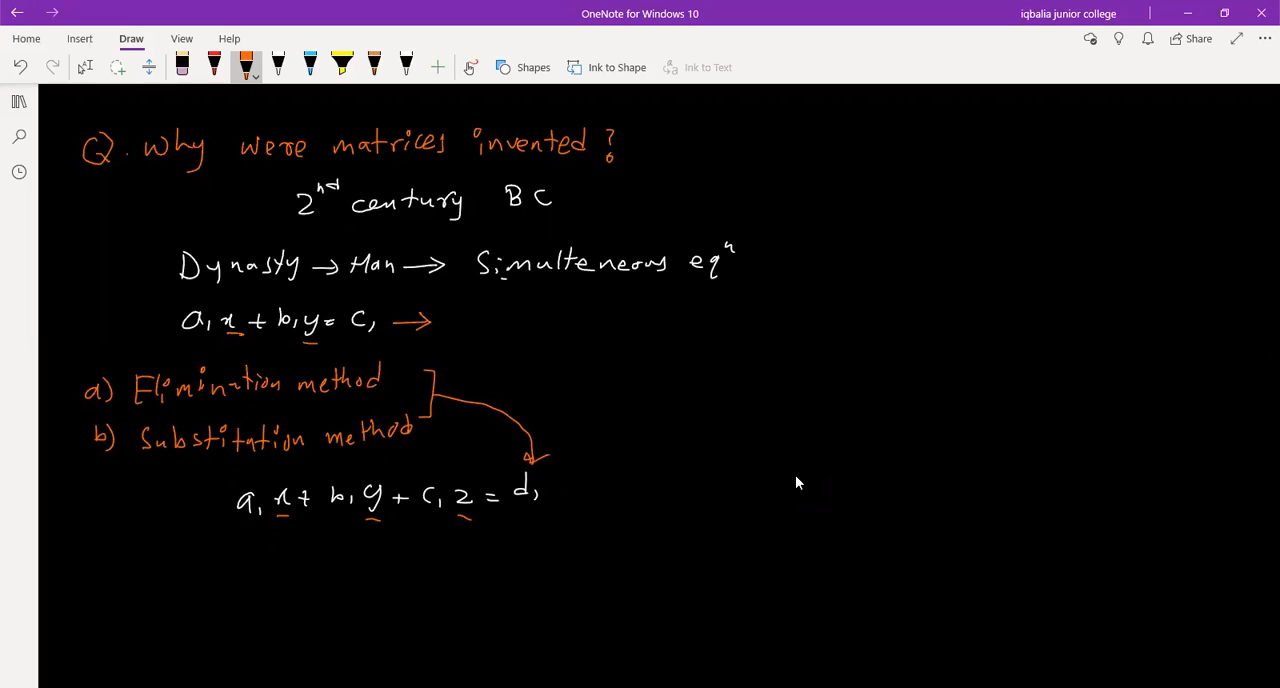 OneNote for Windows 10
iqbalia junior college
Home Insert Draw View Help
Share
Shapes Ink to Shape Ink to Text
Q. Why were matrices invented ?
2nd century BC
Dynasty → Han → Simulteneous eqn
a₁x + b₁y = c₁ →
a) Elimination method
b) Substitation method
a₁x + b₁y + c₁z = d₁